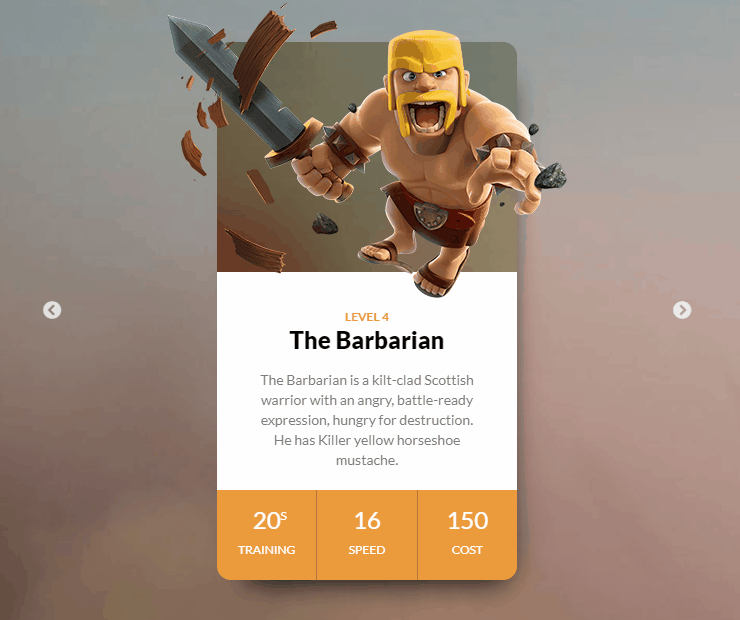 LEVEL 4
The Barbarian
The Barbarian is a kilt-clad Scottish
warrior with an angry, battle-ready
expression, hungry for destruction.
He has Killer yellow horseshoe
mustache.
20S 16 150
TRAINING SPEED COST